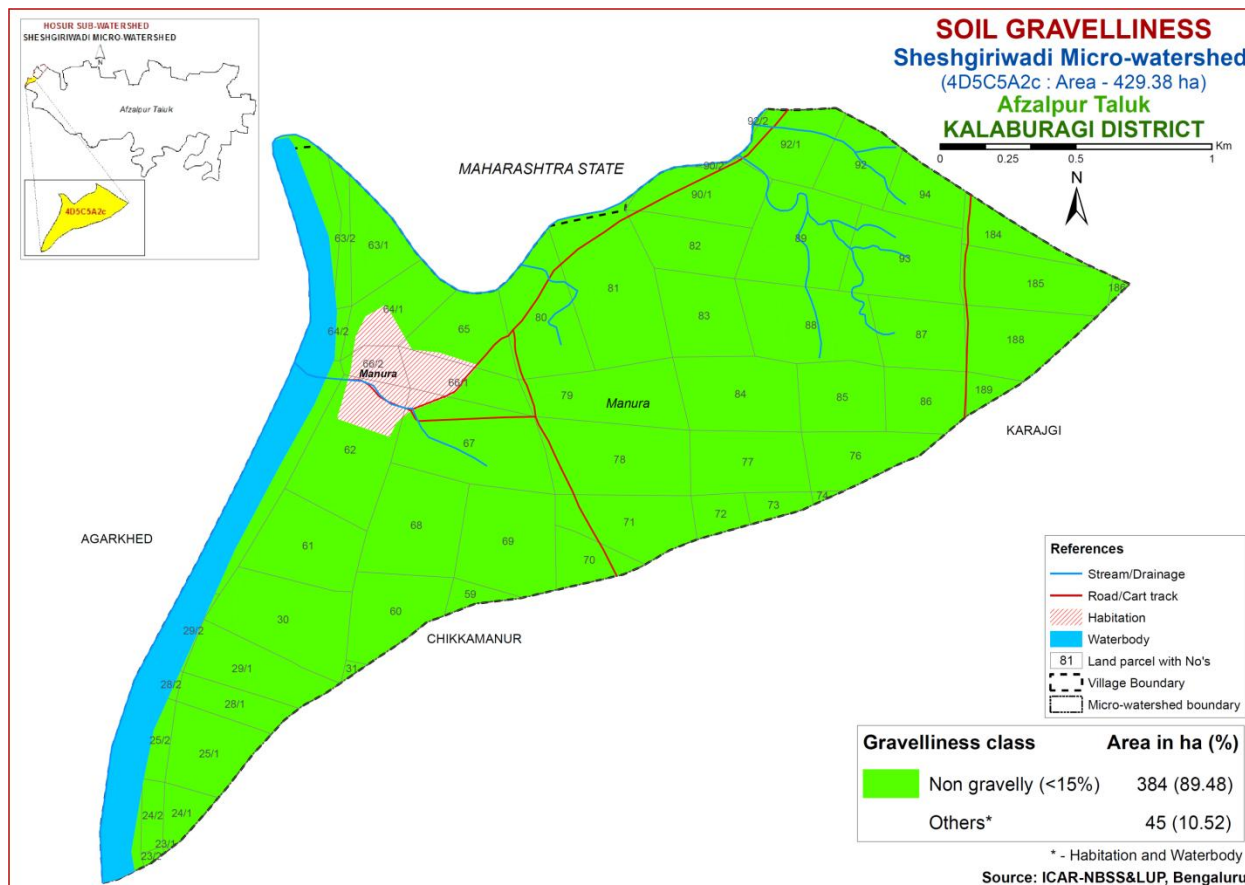 HOSUR SUB-WATERSHED
SHESHGIRIWADI MICRO-WATERSHED
N
Afzalpur Taluk
4D5C5A2c
SOIL GRAVELLINESS
Sheshgiriwadi Micro-watershed
(4D5C5A2c : Area - 429.38 ha)
Afzalpur Taluk
KALABURAGI DISTRICT
0 0.25 0.5 1 Km
N
MAHARASHTRA STATE
92/2
92/1
92
90/2
90/1
94
63/2
63/1
82
89
93
184
185
186
81
64/1
64/2
65
80
83
88
87
188
66/2
Manura
66/1
79
Manura
84
85
86
189
KARAJGI
62
67
78
77
76
74
73
72
71
AGARKHED
61
68
69
70
59
60
30
CHIKKAMANUR
29/2
29/1
31
28/2
28/1
25/2
25/1
24/2
24/1
23/1
23/2
References
Stream/Drainage
Road/Cart track
Habitation
Waterbody
81 Land parcel with No's
Village Boundary
Micro-watershed boundary
Gravelliness class Area in ha (%)
Non gravelly (<15%) 384 (89.48)
Others* 45 (10.52)
* - Habitation and Waterbody
Source: ICAR-NBSS&LUP, Bengaluru